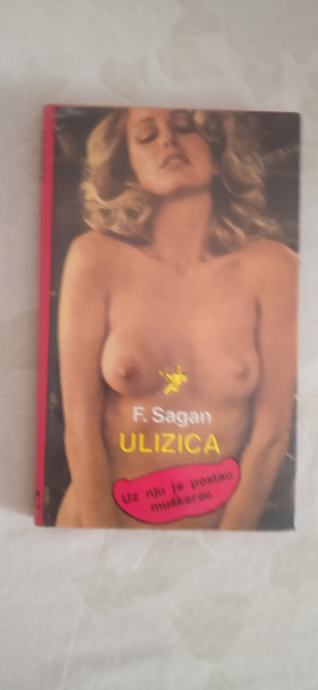 F. Sagan
ULIZICA
Uz nju je postao
muškarac